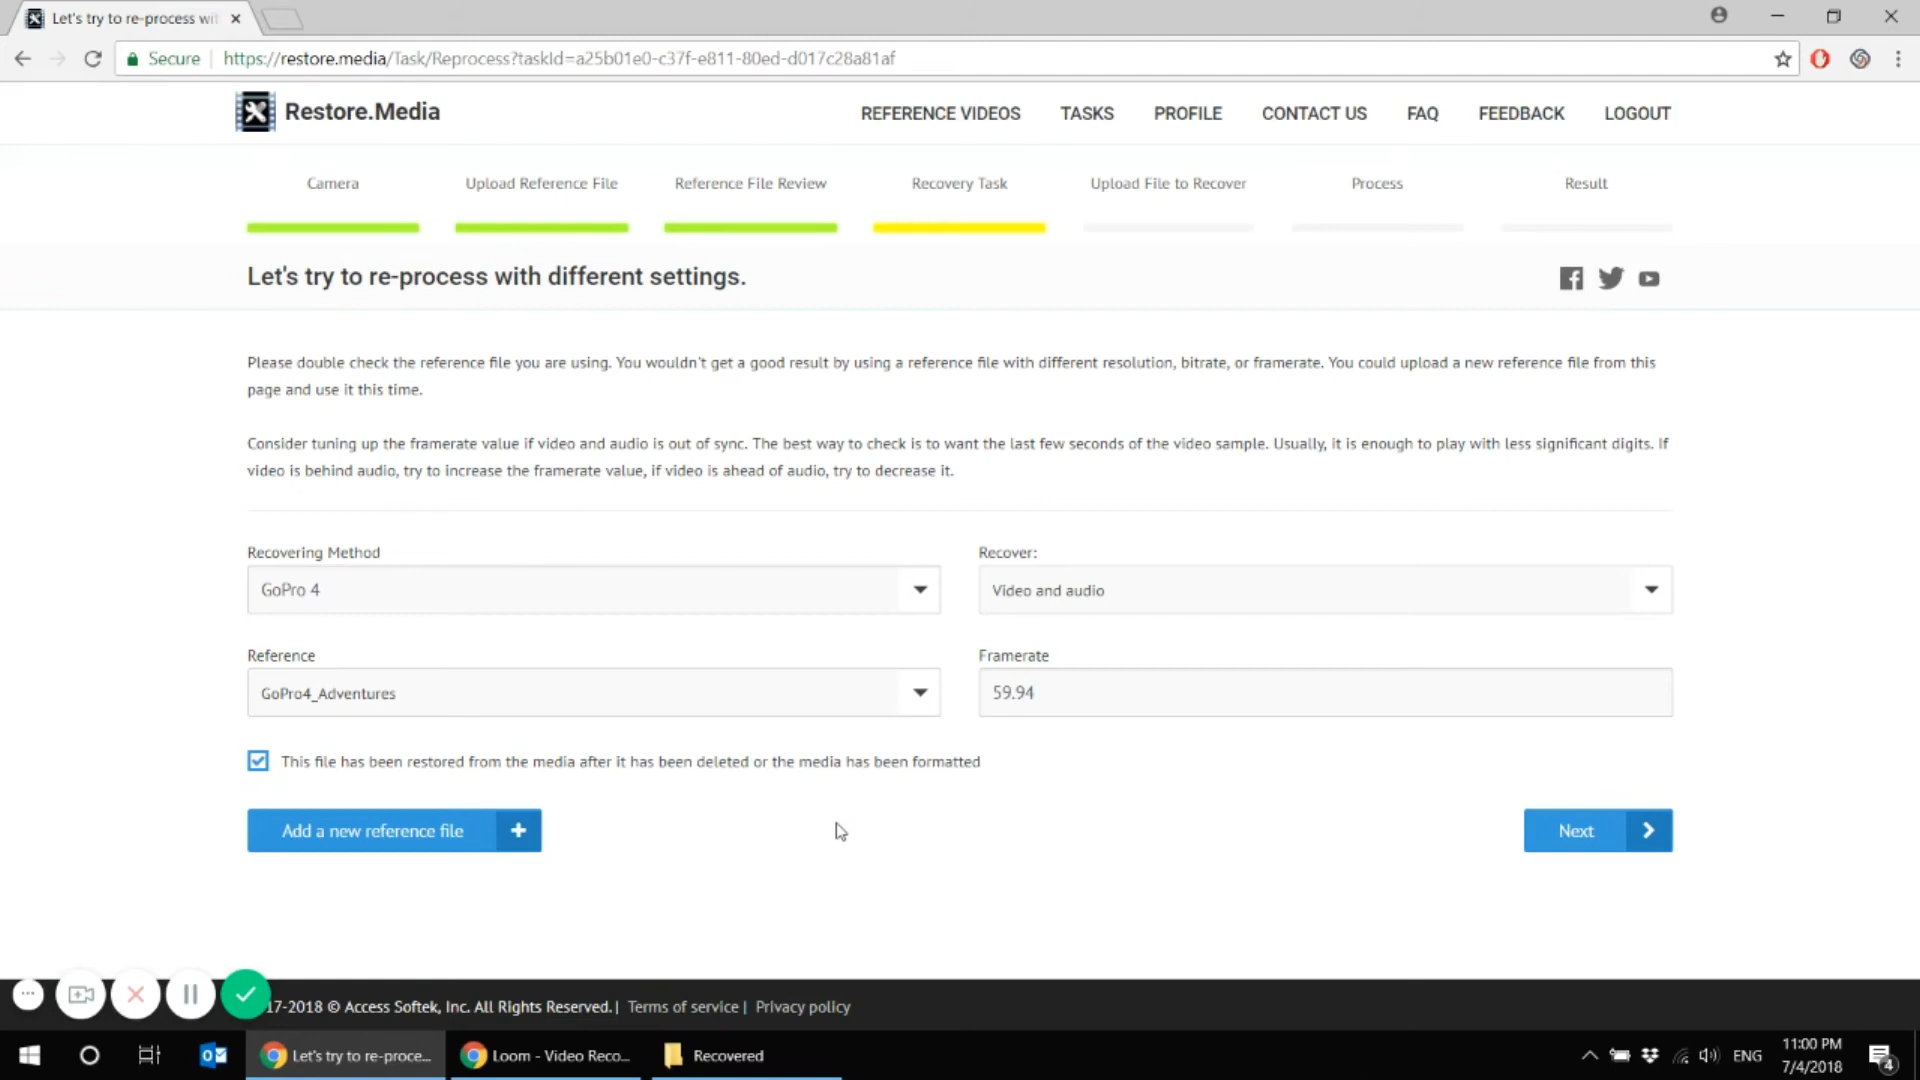 Let's try to re-process wit
Secure https://restore.media/Task/Reprocess?taskId=a25b01e0-c37f-e811-80ed-d017c28a81af
Restore.Media
REFERENCE VIDEOS TASKS PROFILE CONTACT US FAQ FEEDBACK LOGOUT
Camera Upload Reference File Reference File Review Recovery Task Upload File to Recover Process Result
Let's try to re-process with different settings.
Please double check the reference file you are using. You wouldn't get a good result by using a reference file with different resolution, bitrate, or framerate. You could upload a new reference file from this
page and use it this time.
Consider tuning up the framerate value if video and audio is out of sync. The best way to check is to want the last few seconds of the video sample. Usually, it is enough to play with less significant digits. If
video is behind audio, try to increase the framerate value, if video is ahead of audio, try to decrease it.
Recovering Method Recover:
GoPro 4 Video and audio
Reference Framerate
GoPro4_Adventures 59.94
This file has been restored from the media after it has been deleted or the media has been formatted
Add a new reference file + Next
17-2018 © Access Softek, Inc. All Rights Reserved. | Terms of service | Privacy policy
Let's try to re-proce... Loom - Video Reco... Recovered ENG 11:00 PM
7/4/2018 4